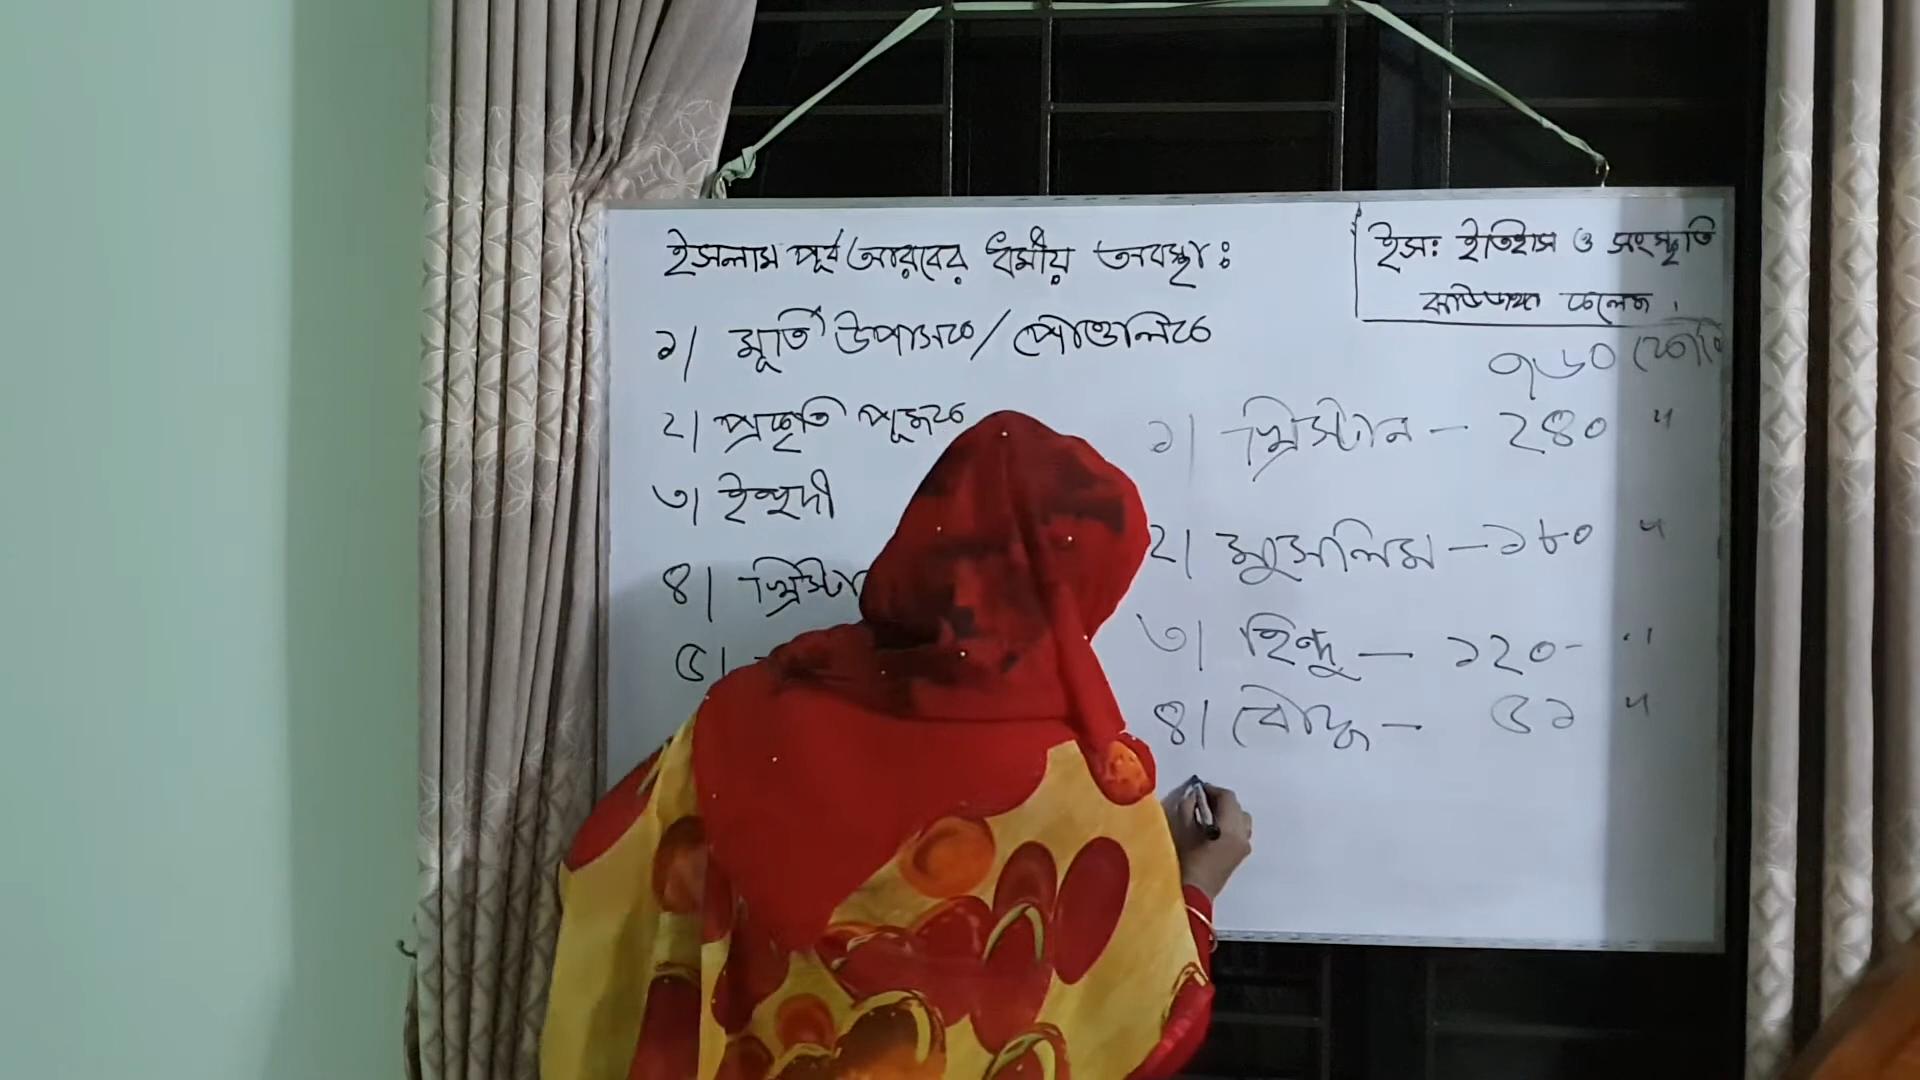 ইসলাম পূর্ব আরবের ধর্মীয় অবস্থা:
১। মূর্তি উপাসক/পৌত্তলিক
২। প্রকৃতি পূজক
৩। ইহুদী
৪। খ্রিস্টা
৫।
ইস: ইতিহাস ও সংস্কৃতি
কলেজ।
৭৬০ কোটি
১। খ্রিস্টান – ২৪০ "
২। মুসলিম – ১৮০ "
৩। হিন্দু – ১২০- "
৪। বৌদ্ধ – ৫১ "